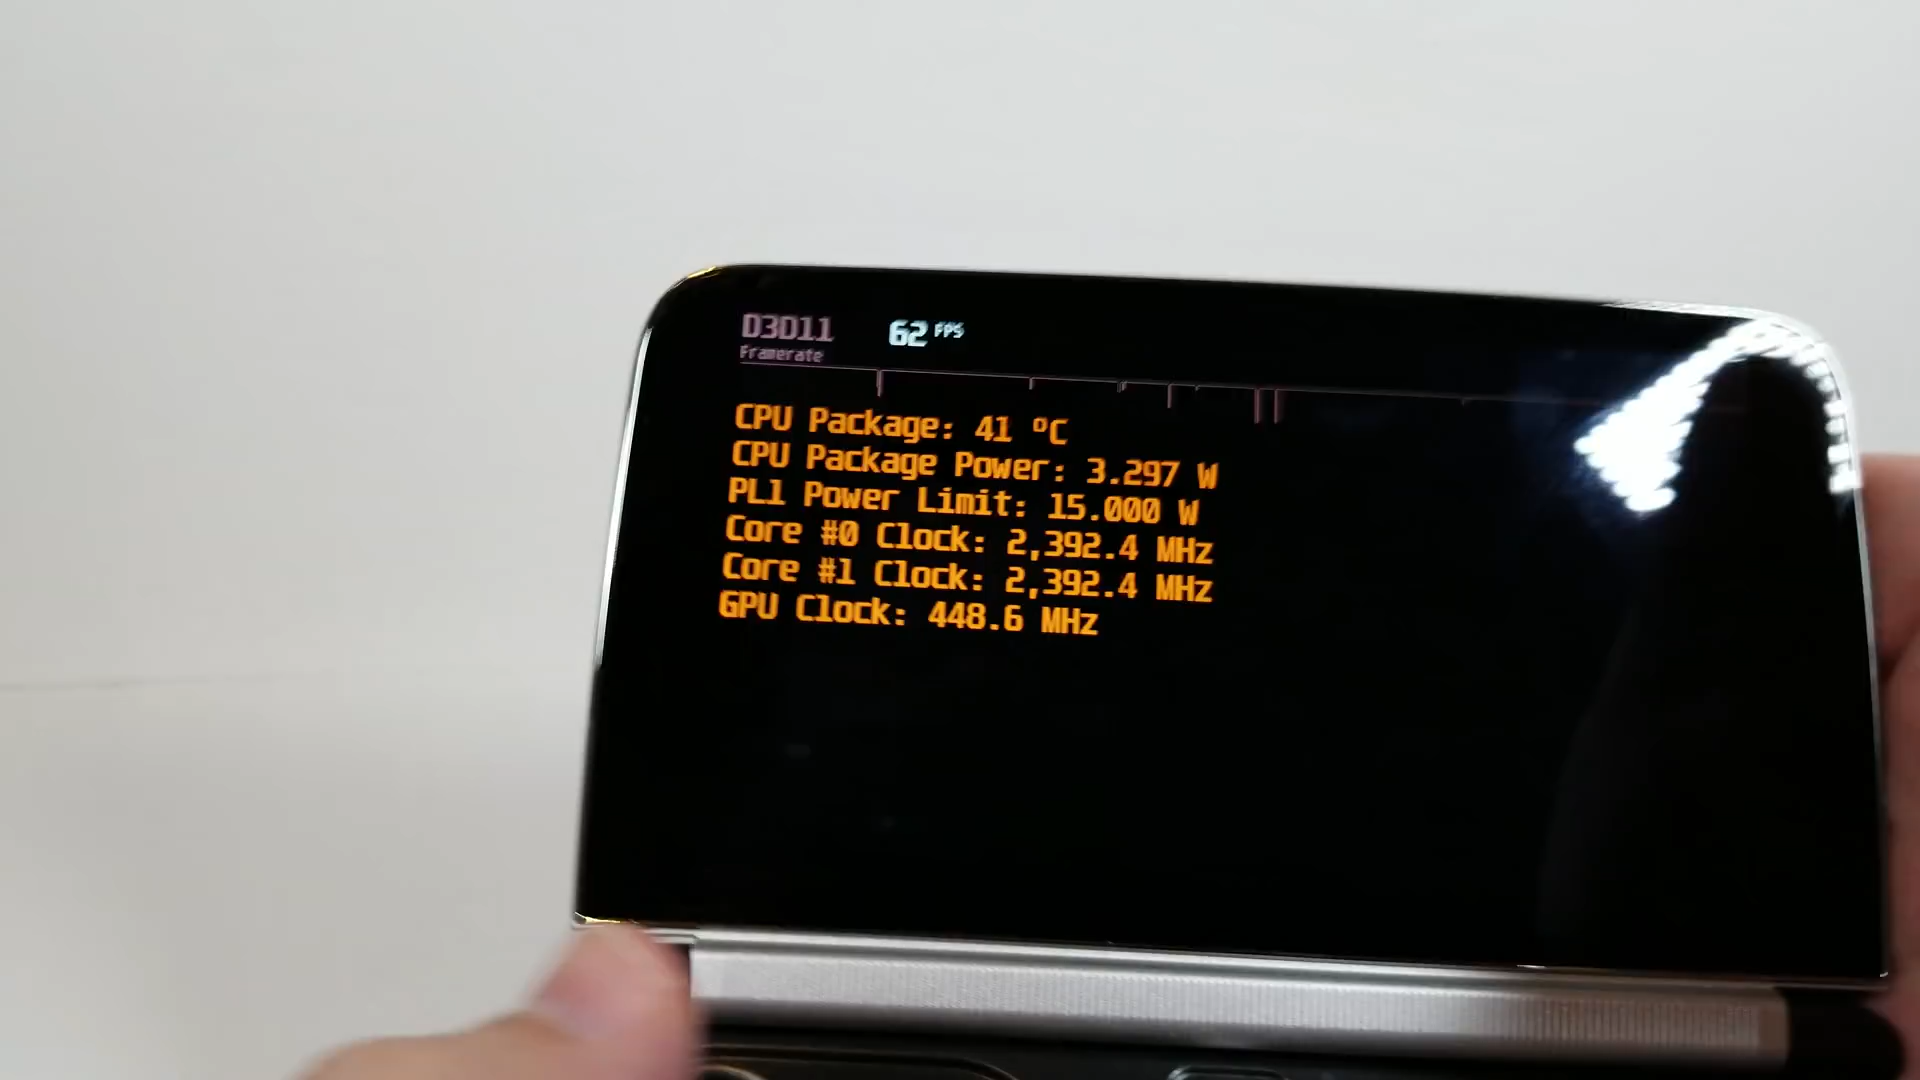 D3D11 62 FPS
Framerate
CPU Package: 41 ºC
CPU Package Power: 3.297 W
PL1 Power Limit: 15.000 W
Core #0 Clock: 2,392.4 MHz
Core #1 Clock: 2,392.4 MHz
GPU Clock: 448.6 MHz